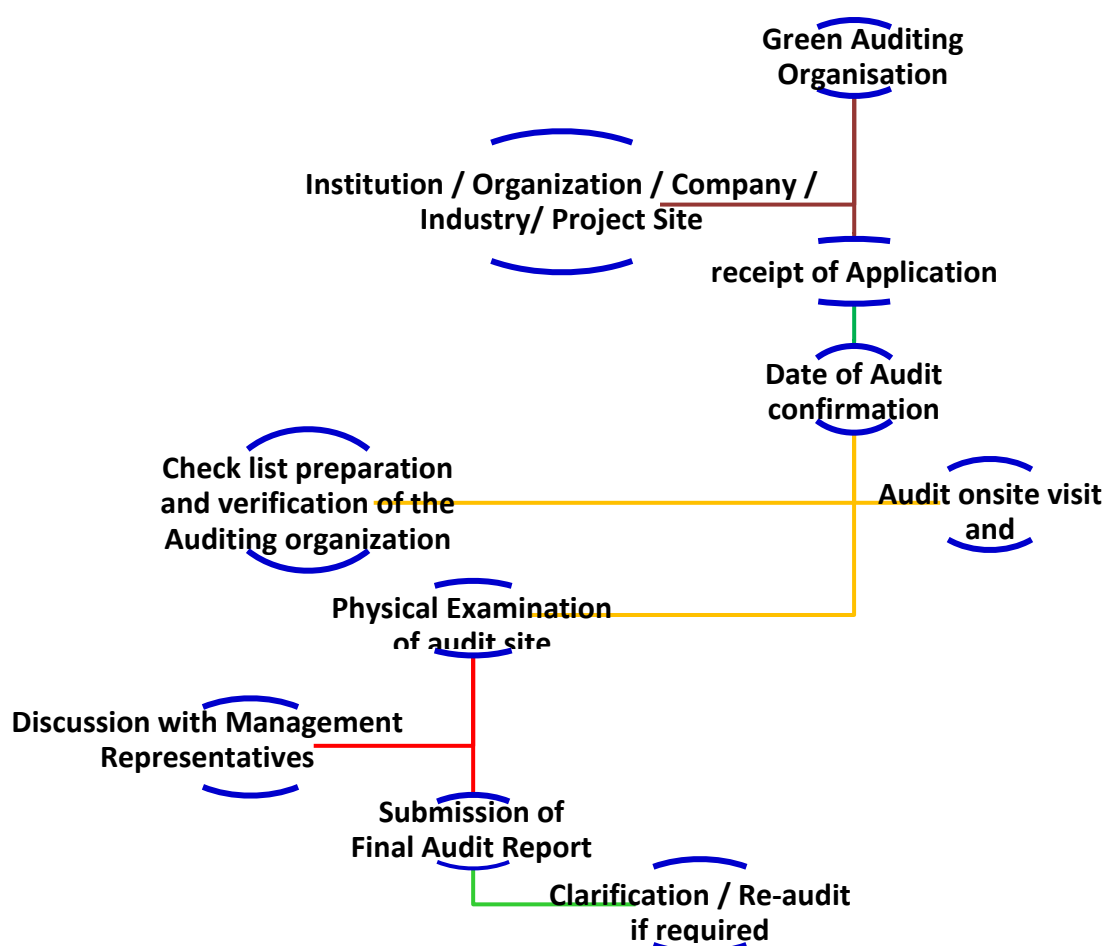 Green Auditing
Organisation
Institution / Organization / Company /
Industry/ Project Site
receipt of Application
Date of Audit
confirmation
Check list preparation
and verification of the
Auditing organization
Audit onsite visit
and
Physical Examination
of audit site
Discussion with Management
Representatives
Submission of
Final Audit Report
Clarification / Re-audit
if required